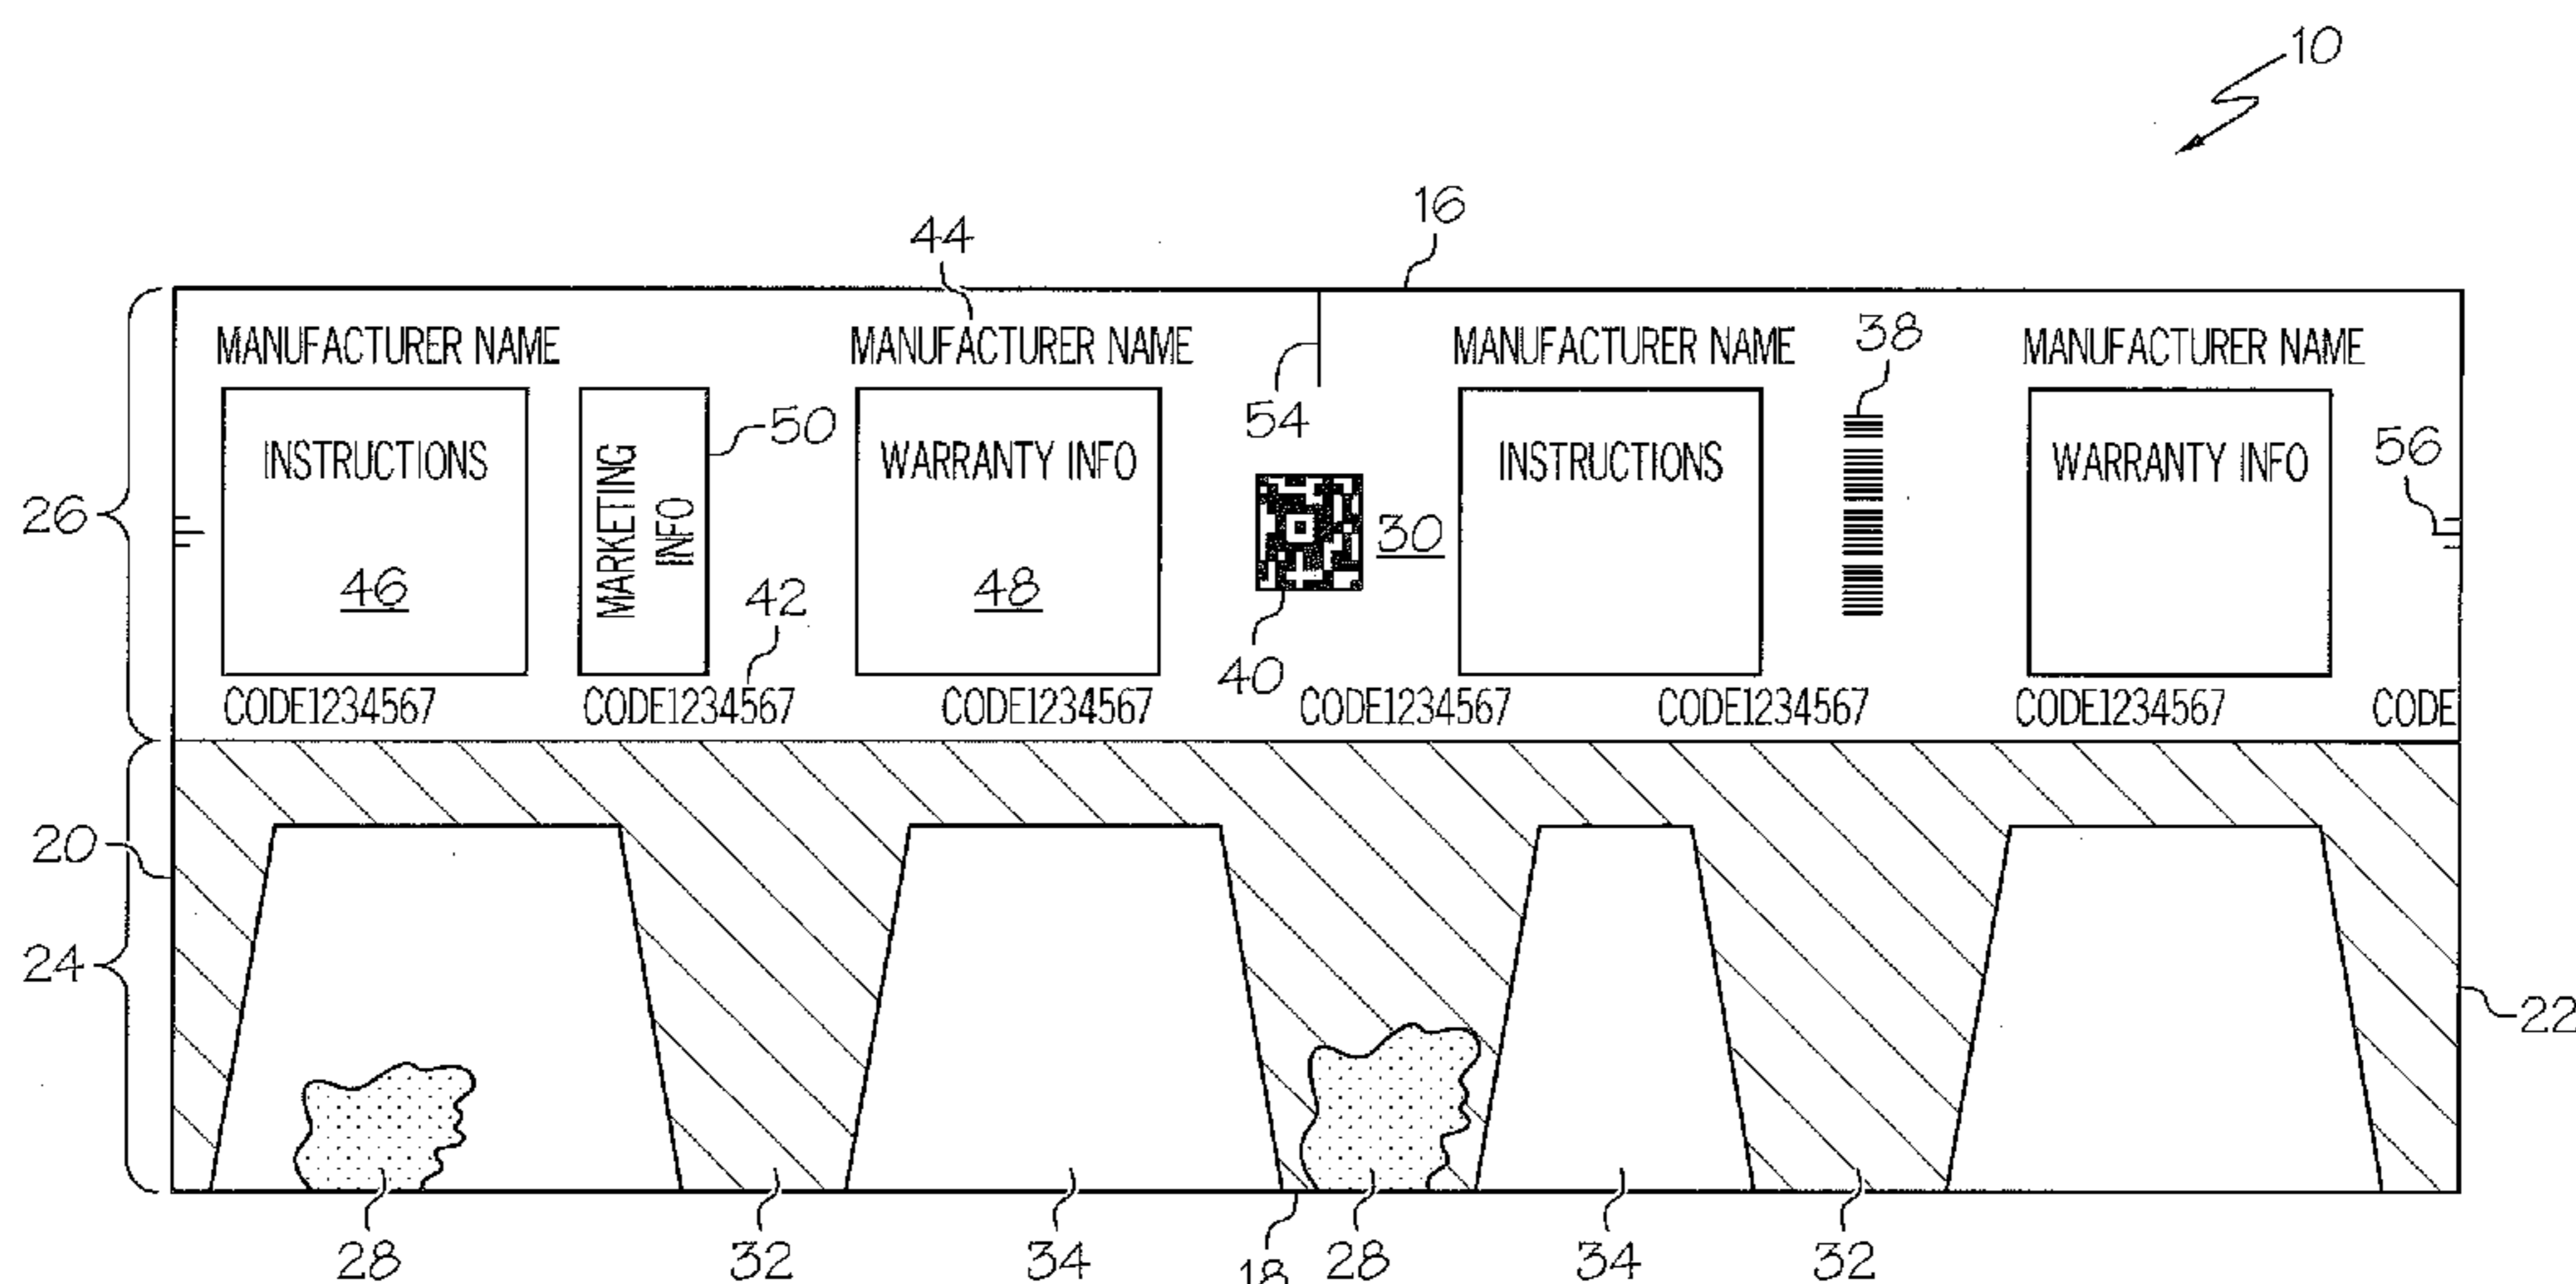 10
16
44
MANUFACTURER NAME MANUFACTURER NAME MANUFACTURER NAME 38 MANUFACTURER NAME
54
INSTRUCTIONS 50 WARRANTY INFO INSTRUCTIONS WARRANTY INFO 56
MARKETING
INFO
26 30
46 42 48
40
CODE1234567 CODE1234567 CODE1234567 CODE1234567 CODE1234567 CODE1234567 CODE
20
24
22
28 32 34 18 28 34 32